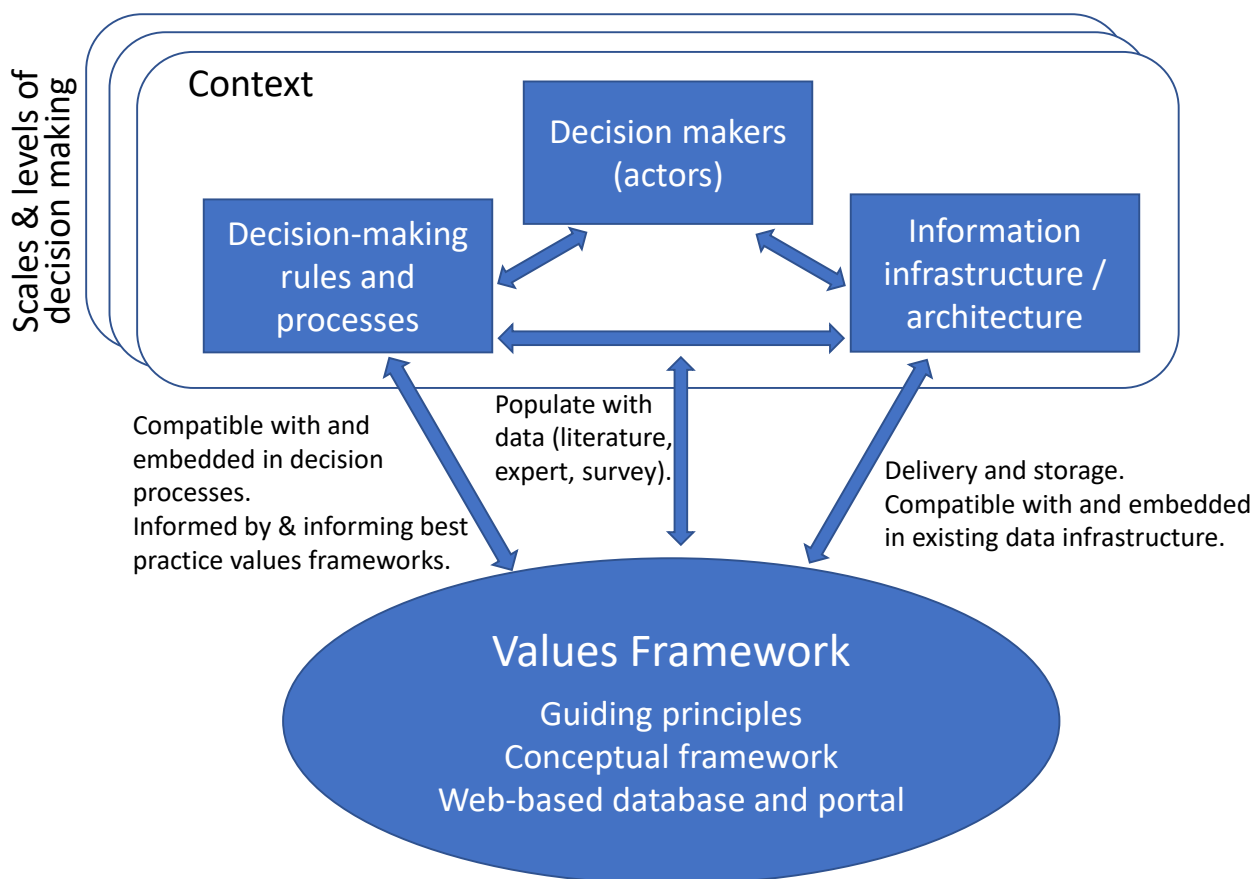 Scales & levels of
decision making
Context
Decision makers
(actors)
Decision-making
rules and
processes
Information
infrastructure /
architecture
Compatible with and
embedded in decision
processes.
Informed by & informing best
practice values frameworks.
Populate with
data (literature,
expert, survey).
Delivery and storage.
Compatible with and embedded
in existing data infrastructure.
Values Framework
Guiding principles
Conceptual framework
Web-based database and portal